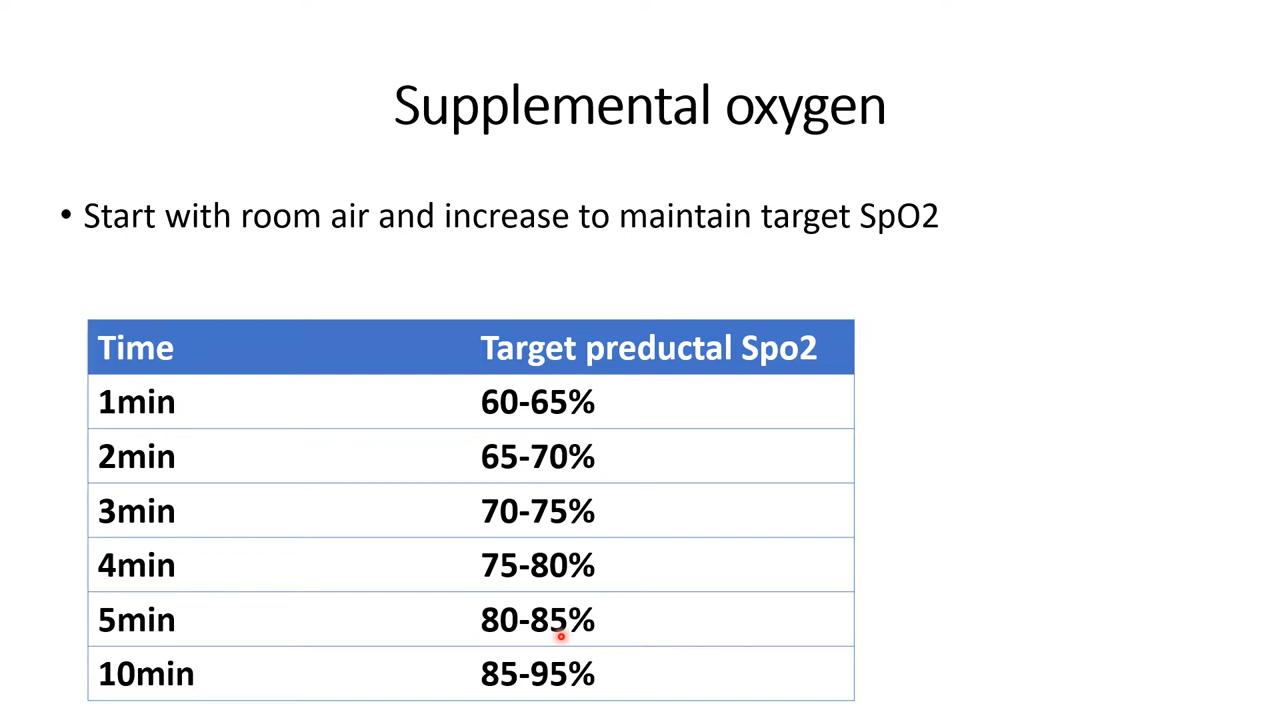 Supplemental oxygen
• Start with room air and increase to maintain target SpO2
Time Target preductal Spo2
1min 60-65%
2min 65-70%
3min 70-75%
4min 75-80%
5min 80-85%
10min 85-95%